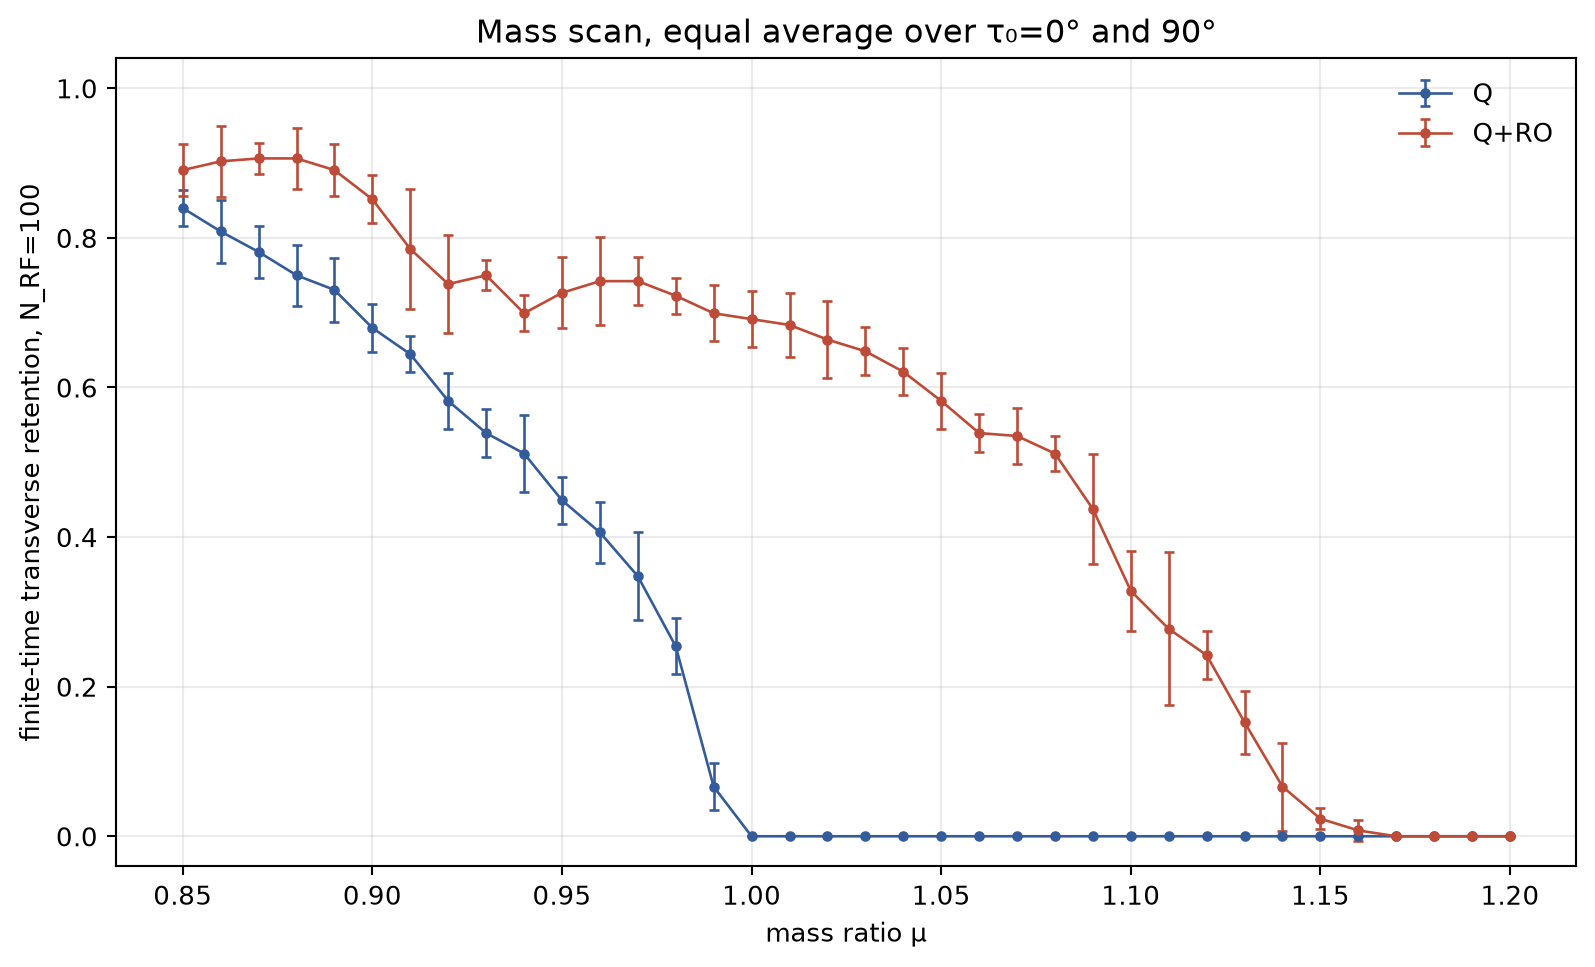 Mass scan, equal average over τ₀=0° and 90°
Q
Q+RO
finite-time transverse retention, N_RF=100
1.0
0.8
0.6
0.4
0.2
0.0
0.85
0.90
0.95
1.00
1.05
1.10
1.15
1.20
mass ratio μ